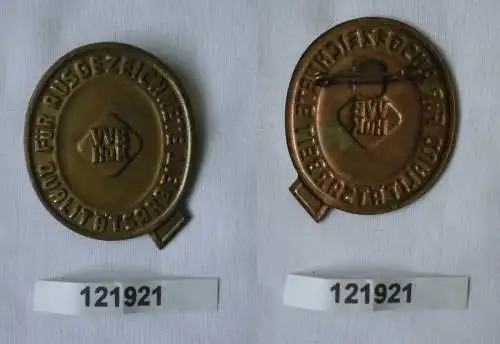 FÜR AUSGEZEICHNETE
QUALITÄTSARBEIT
VVB
121921
121921